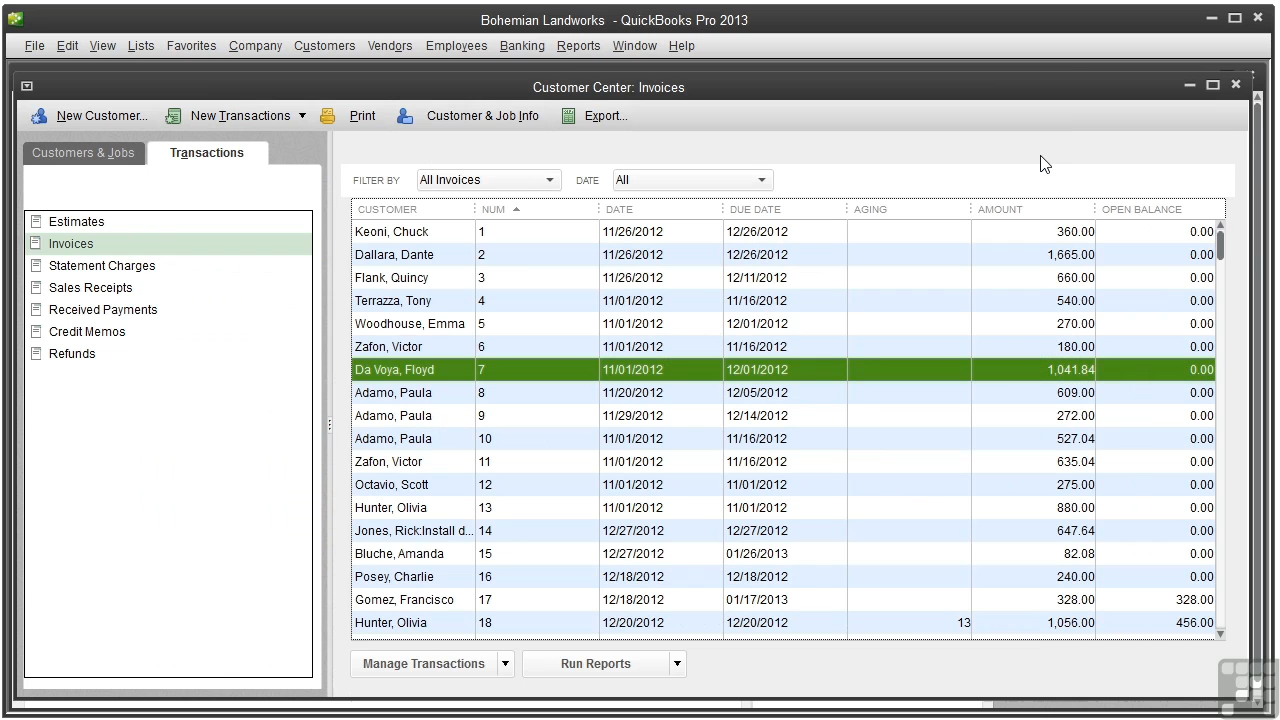 Bohemian Landworks - QuickBooks Pro 2013
File Edit View Lists Favorites Company Customers Vendors Employees Banking Reports Window Help
Customer Center: Invoices
New Customer... New Transactions Print Customer & Job Info Export...
Customers & Jobs Transactions
FILTER BY All Invoices DATE All
Estimates
Invoices
Statement Charges
Sales Receipts
Received Payments
Credit Memos
Refunds
CUSTOMER NUM DATE DUE DATE AGING AMOUNT OPEN BALANCE
Keoni, Chuck 1 11/26/2012 12/26/2012 360.00 0.00
Dallara, Dante 2 11/26/2012 12/26/2012 1,665.00 0.00
Flank, Quincy 3 11/26/2012 12/11/2012 660.00 0.00
Terrazza, Tony 4 11/01/2012 11/16/2012 540.00 0.00
Woodhouse, Emma 5 11/01/2012 12/01/2012 270.00 0.00
Zafon, Victor 6 11/01/2012 11/16/2012 180.00 0.00
Da Voya, Floyd 7 11/01/2012 12/01/2012 1,041.84 0.00
Adamo, Paula 8 11/20/2012 12/05/2012 609.00 0.00
Adamo, Paula 9 11/29/2012 12/14/2012 272.00 0.00
Adamo, Paula 10 11/01/2012 11/16/2012 527.04 0.00
Zafon, Victor 11 11/01/2012 11/16/2012 635.04 0.00
Octavio, Scott 12 11/01/2012 11/01/2012 275.00 0.00
Hunter, Olivia 13 11/01/2012 11/01/2012 880.00 0.00
Jones, Rick:Install d... 14 12/27/2012 12/27/2012 647.64 0.00
Bluche, Amanda 15 12/27/2012 01/26/2013 82.08 0.00
Posey, Charlie 16 12/18/2012 12/18/2012 240.00 0.00
Gomez, Francisco 17 12/18/2012 01/17/2013 328.00 328.00
Hunter, Olivia 18 12/20/2012 12/20/2012 13 1,056.00 456.00
Manage Transactions Run Reports